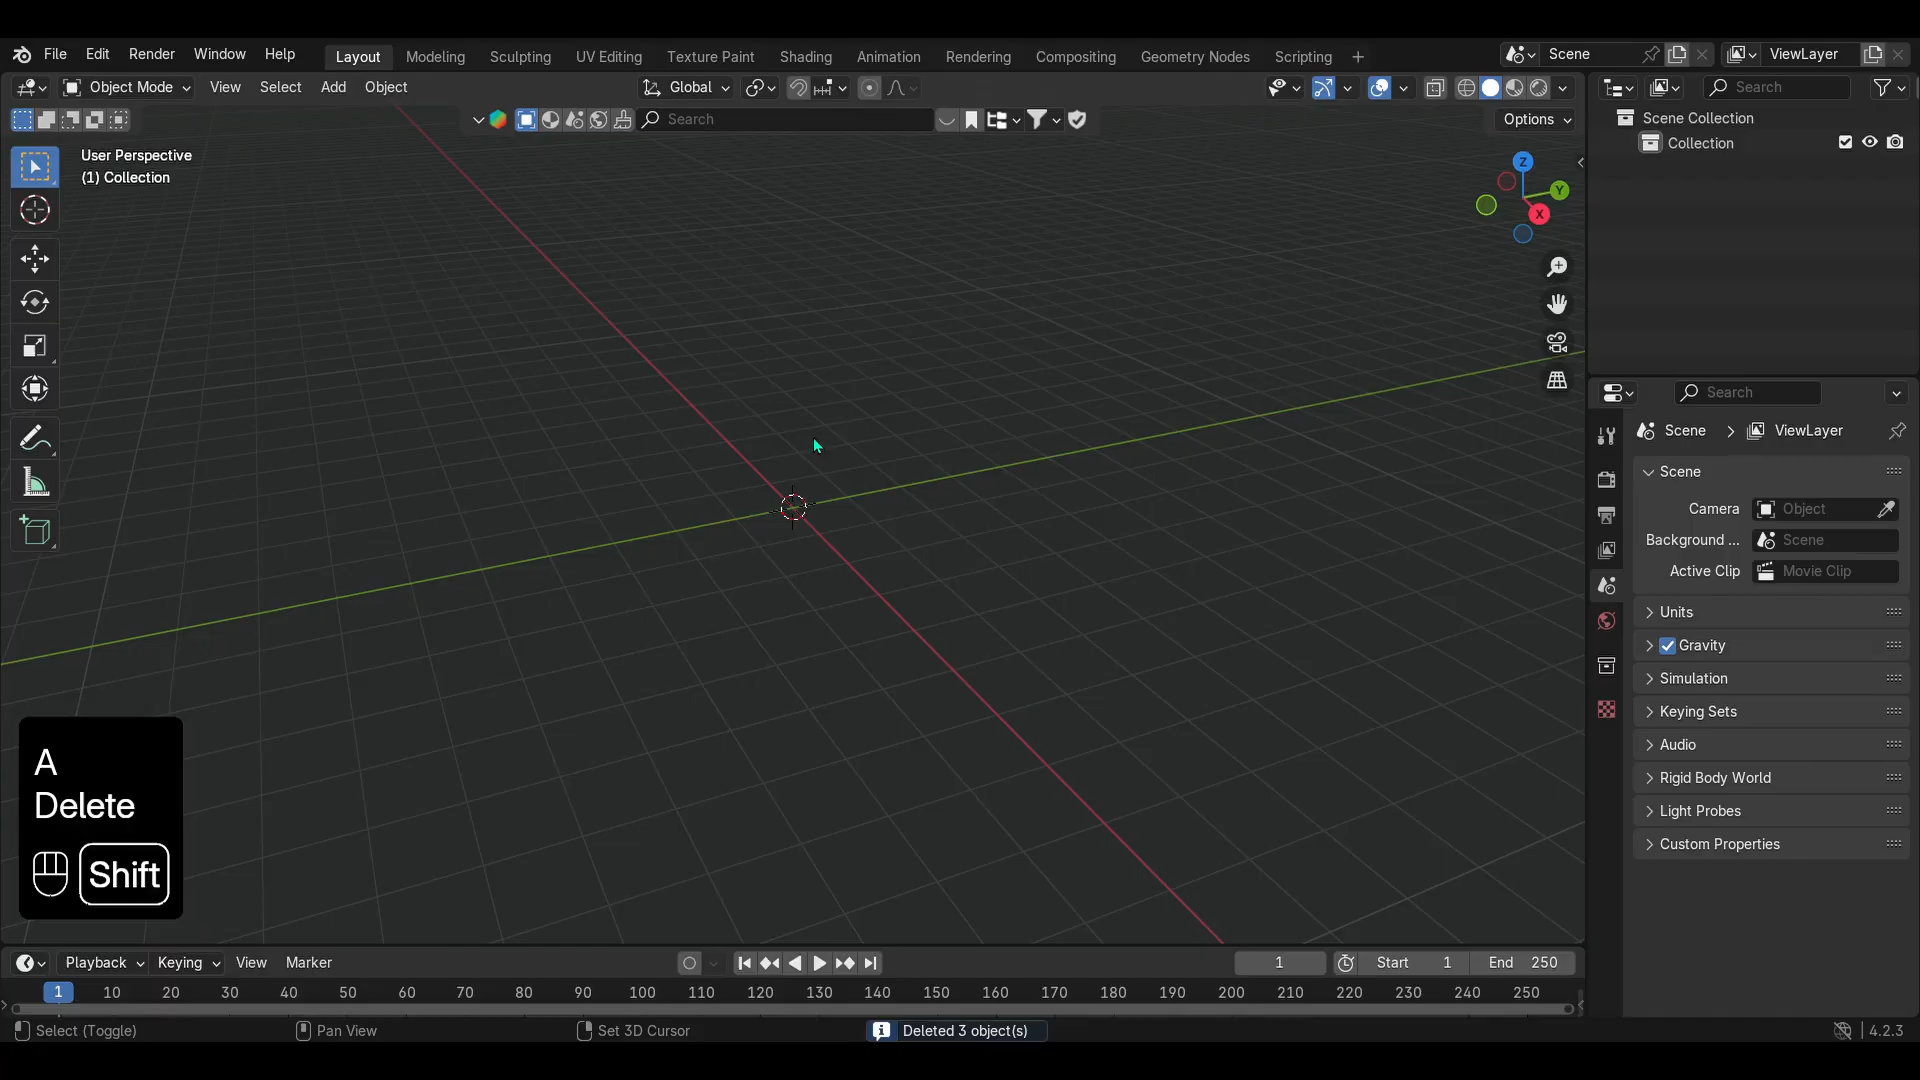 File Edit Render Window Help Layout Modeling Sculpting UV Editing Texture Paint Shading Animation Rendering Compositing Geometry Nodes Scripting + Scene ViewLayer
Object Mode View Select Add Object Global Search
Search Options
Scene Collection
Collection
User Perspective
(1) Collection
Z
Y
X
Search
Scene > ViewLayer
Scene
Camera Object
Background ... Scene
Active Clip Movie Clip
Units
Gravity
Simulation
Keying Sets
Audio
Rigid Body World
Light Probes
Custom Properties
A
Delete
Shift
Playback Keying View Marker 1 Start 1 End 250
1 10 20 30 40 50 60 70 80 90 100 110 120 130 140 150 160 170 180 190 200 210 220 230 240 250
Select (Toggle) Pan View Set 3D Cursor Deleted 3 object(s) 4.2.3